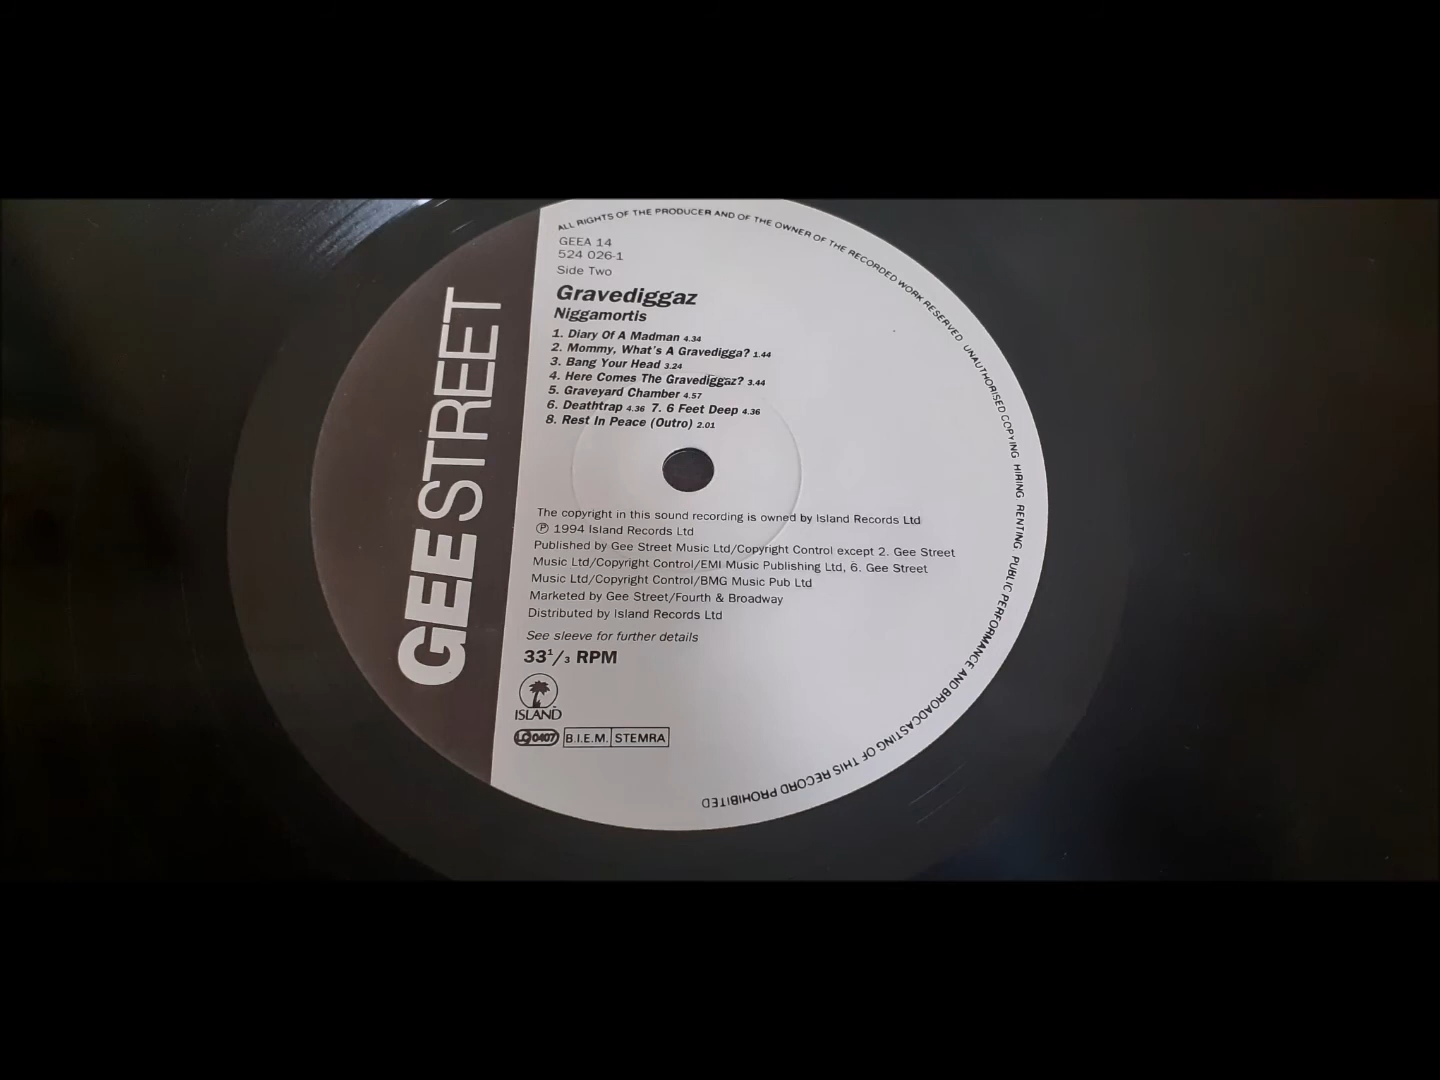 ALL RIGHTS OF THE PRODUCER AND OF THE OWNER OF THE RECORDED WORK RESERVED UNAUTHORISED COPYING HIRING RENTING PUBLIC PERFORMANCE AND BROADCASTING OF THIS RECORD PROHIBITED
GEESTREET
GEEA 14
524 026-1
Side Two
Gravediggaz
Niggamortis
1. Diary Of A Madman 4.34
2. Mommy, What's A Gravedigga? 1.44
3. Bang Your Head 3.24
4. Here Comes The Gravediggaz? 3.44
5. Graveyard Chamber 4.57
6. Deathtrap 4.36 7. 6 Feet Deep 4.36
8. Rest In Peace (Outro) 2.01
The copyright in this sound recording is owned by Island Records Ltd
℗ 1994 Island Records Ltd
Published by Gee Street Music Ltd/Copyright Control except 2. Gee Street
Music Ltd/Copyright Control/EMI Music Publishing Ltd, 6. Gee Street
Music Ltd/Copyright Control/BMG Music Pub Ltd
Marketed by Gee Street/Fourth & Broadway
Distributed by Island Records Ltd
See sleeve for further details
33 1/3 RPM
ISLAND
LC 0407 B.I.E.M. STEMRA